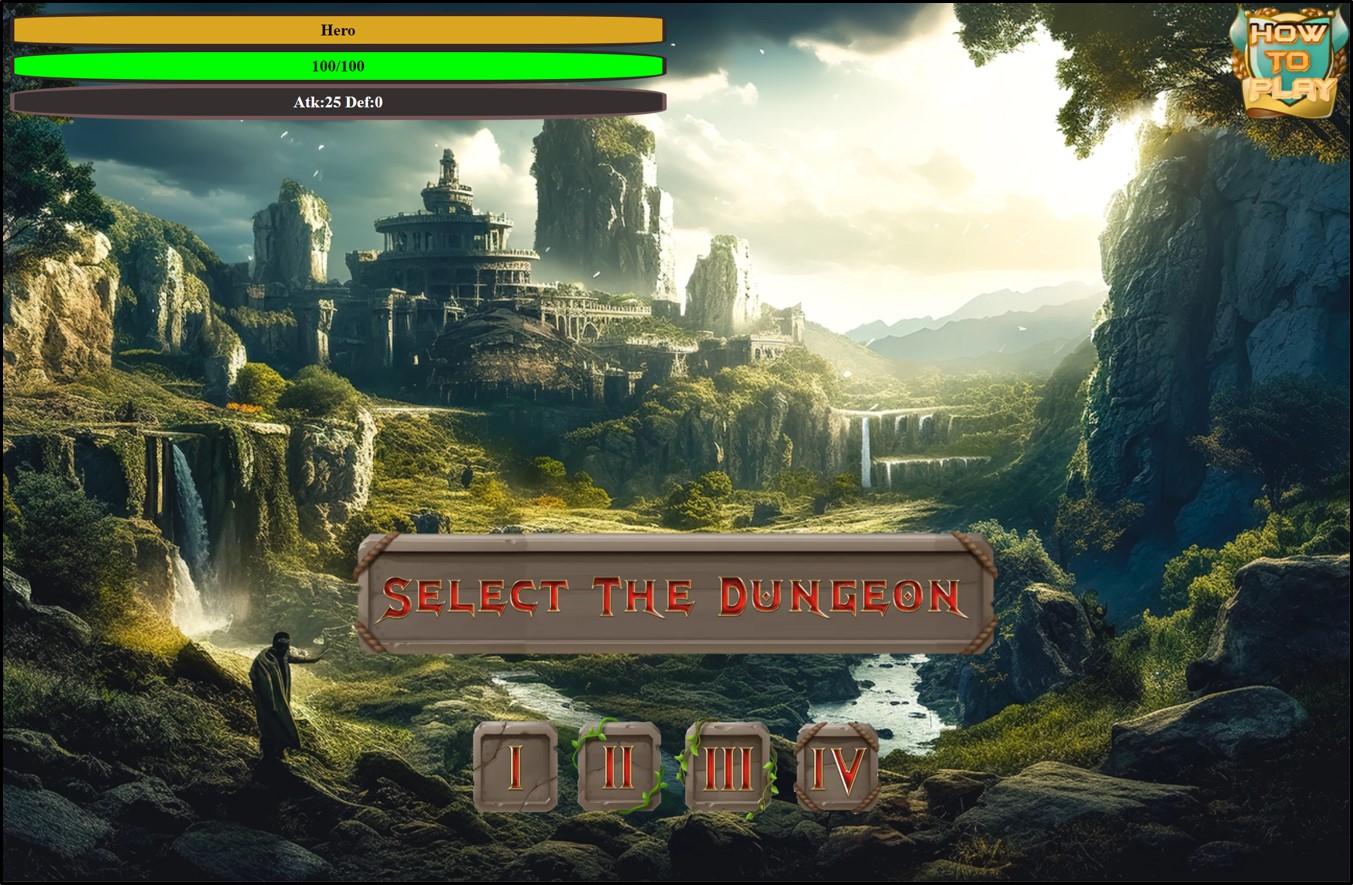 Hero
100/100
Atk:25 Def:0
HOW
TO
PLAY
SELECT THE DUNGEON
I
II
III
IV